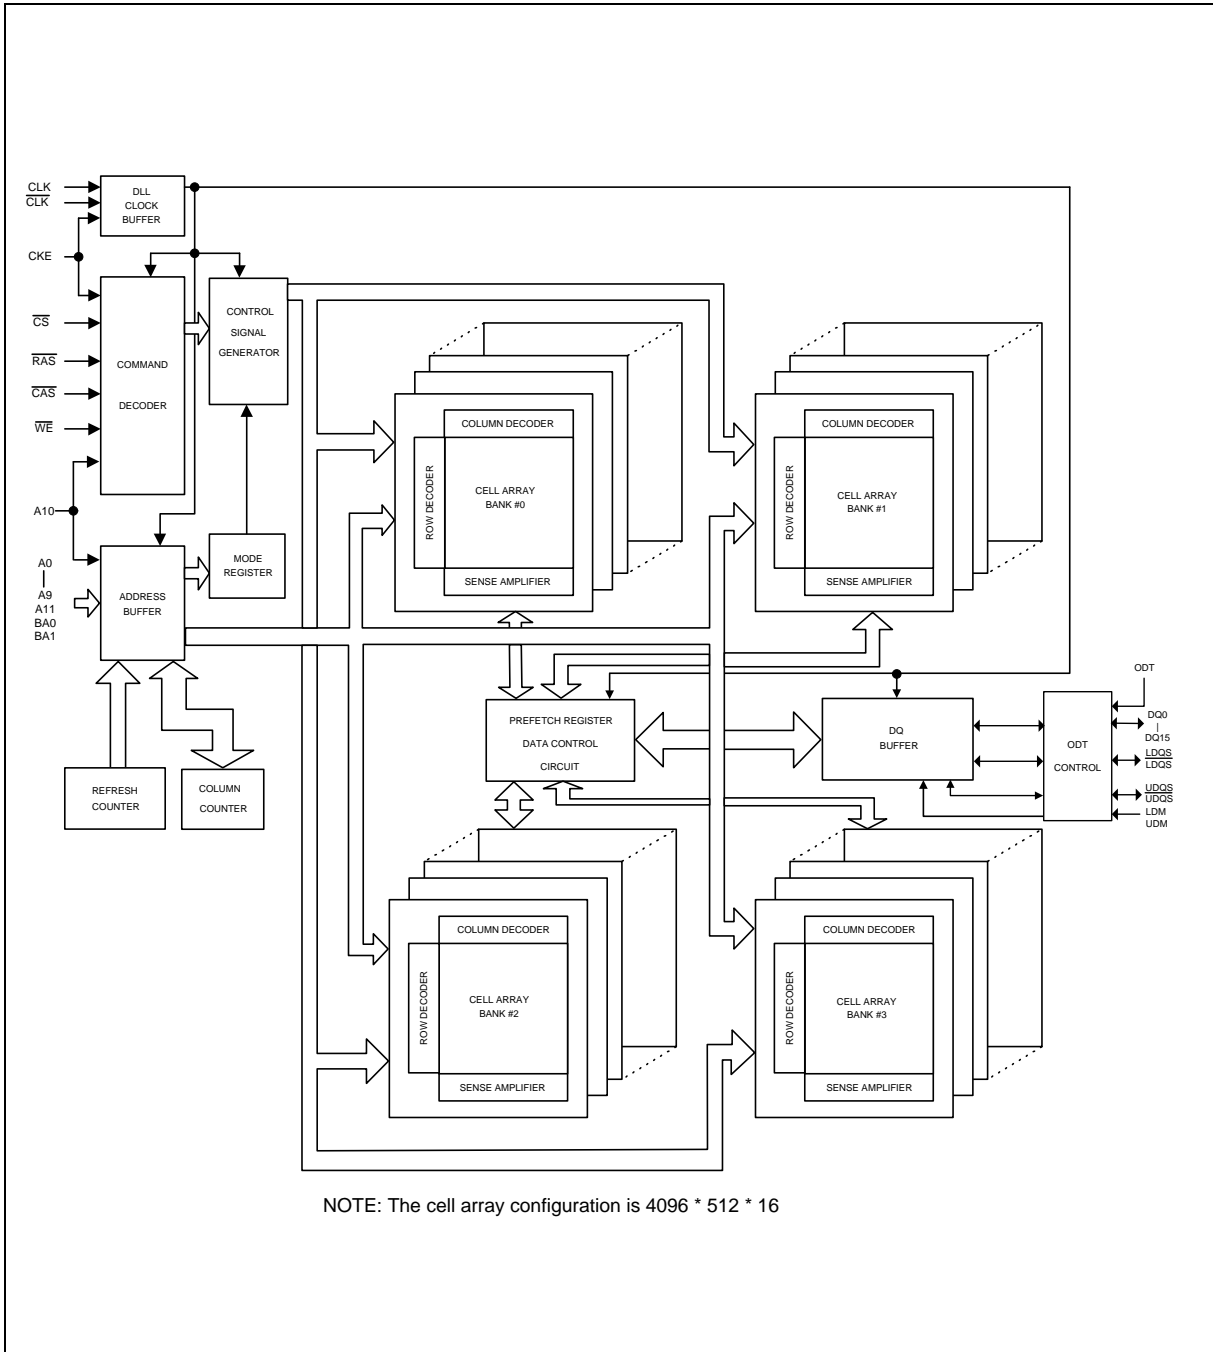 CLK
CLK
CKE
CS
RAS
CAS
WE
A10
A0
A9
A11
BA0
BA1
DLL
CLOCK
BUFFER
COMMAND
DECODER
CONTROL
SIGNAL
GENERATOR
MODE
REGISTER
ADDRESS
BUFFER
REFRESH
COUNTER
COLUMN
COUNTER
COLUMN DECODER
ROW DECODER
CELL ARRAY
BANK #0
SENSE AMPLIFIER
COLUMN DECODER
ROW DECODER
CELL ARRAY
BANK #1
SENSE AMPLIFIER
PREFETCH REGISTER
DATA CONTROL
CIRCUIT
DQ
BUFFER
ODT
CONTROL
ODT
DQ0
DQ15
LDQS
LDQS
UDQS
UDQS
LDM
UDM
COLUMN DECODER
ROW DECODER
CELL ARRAY
BANK #2
SENSE AMPLIFIER
COLUMN DECODER
ROW DECODER
CELL ARRAY
BANK #3
SENSE AMPLIFIER
NOTE: The cell array configuration is 4096 * 512 * 16